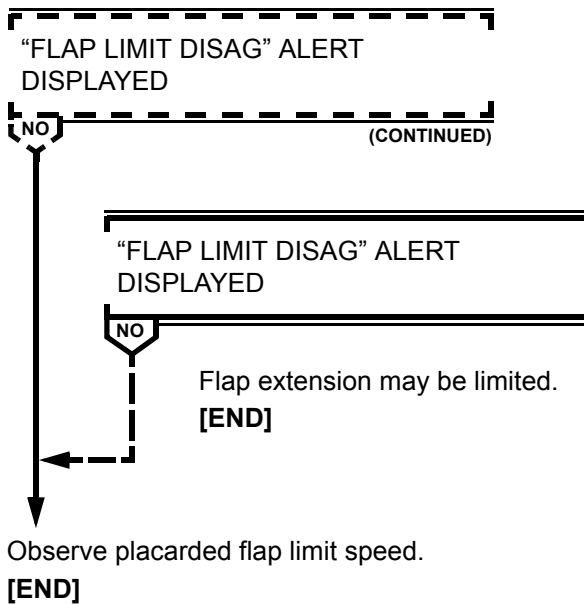 “FLAP LIMIT DISAG” ALERT
DISPLAYED
NO
(CONTINUED)
“FLAP LIMIT DISAG” ALERT
DISPLAYED
NO
Flap extension may be limited.
[END]
Observe placarded flap limit speed.
[END]